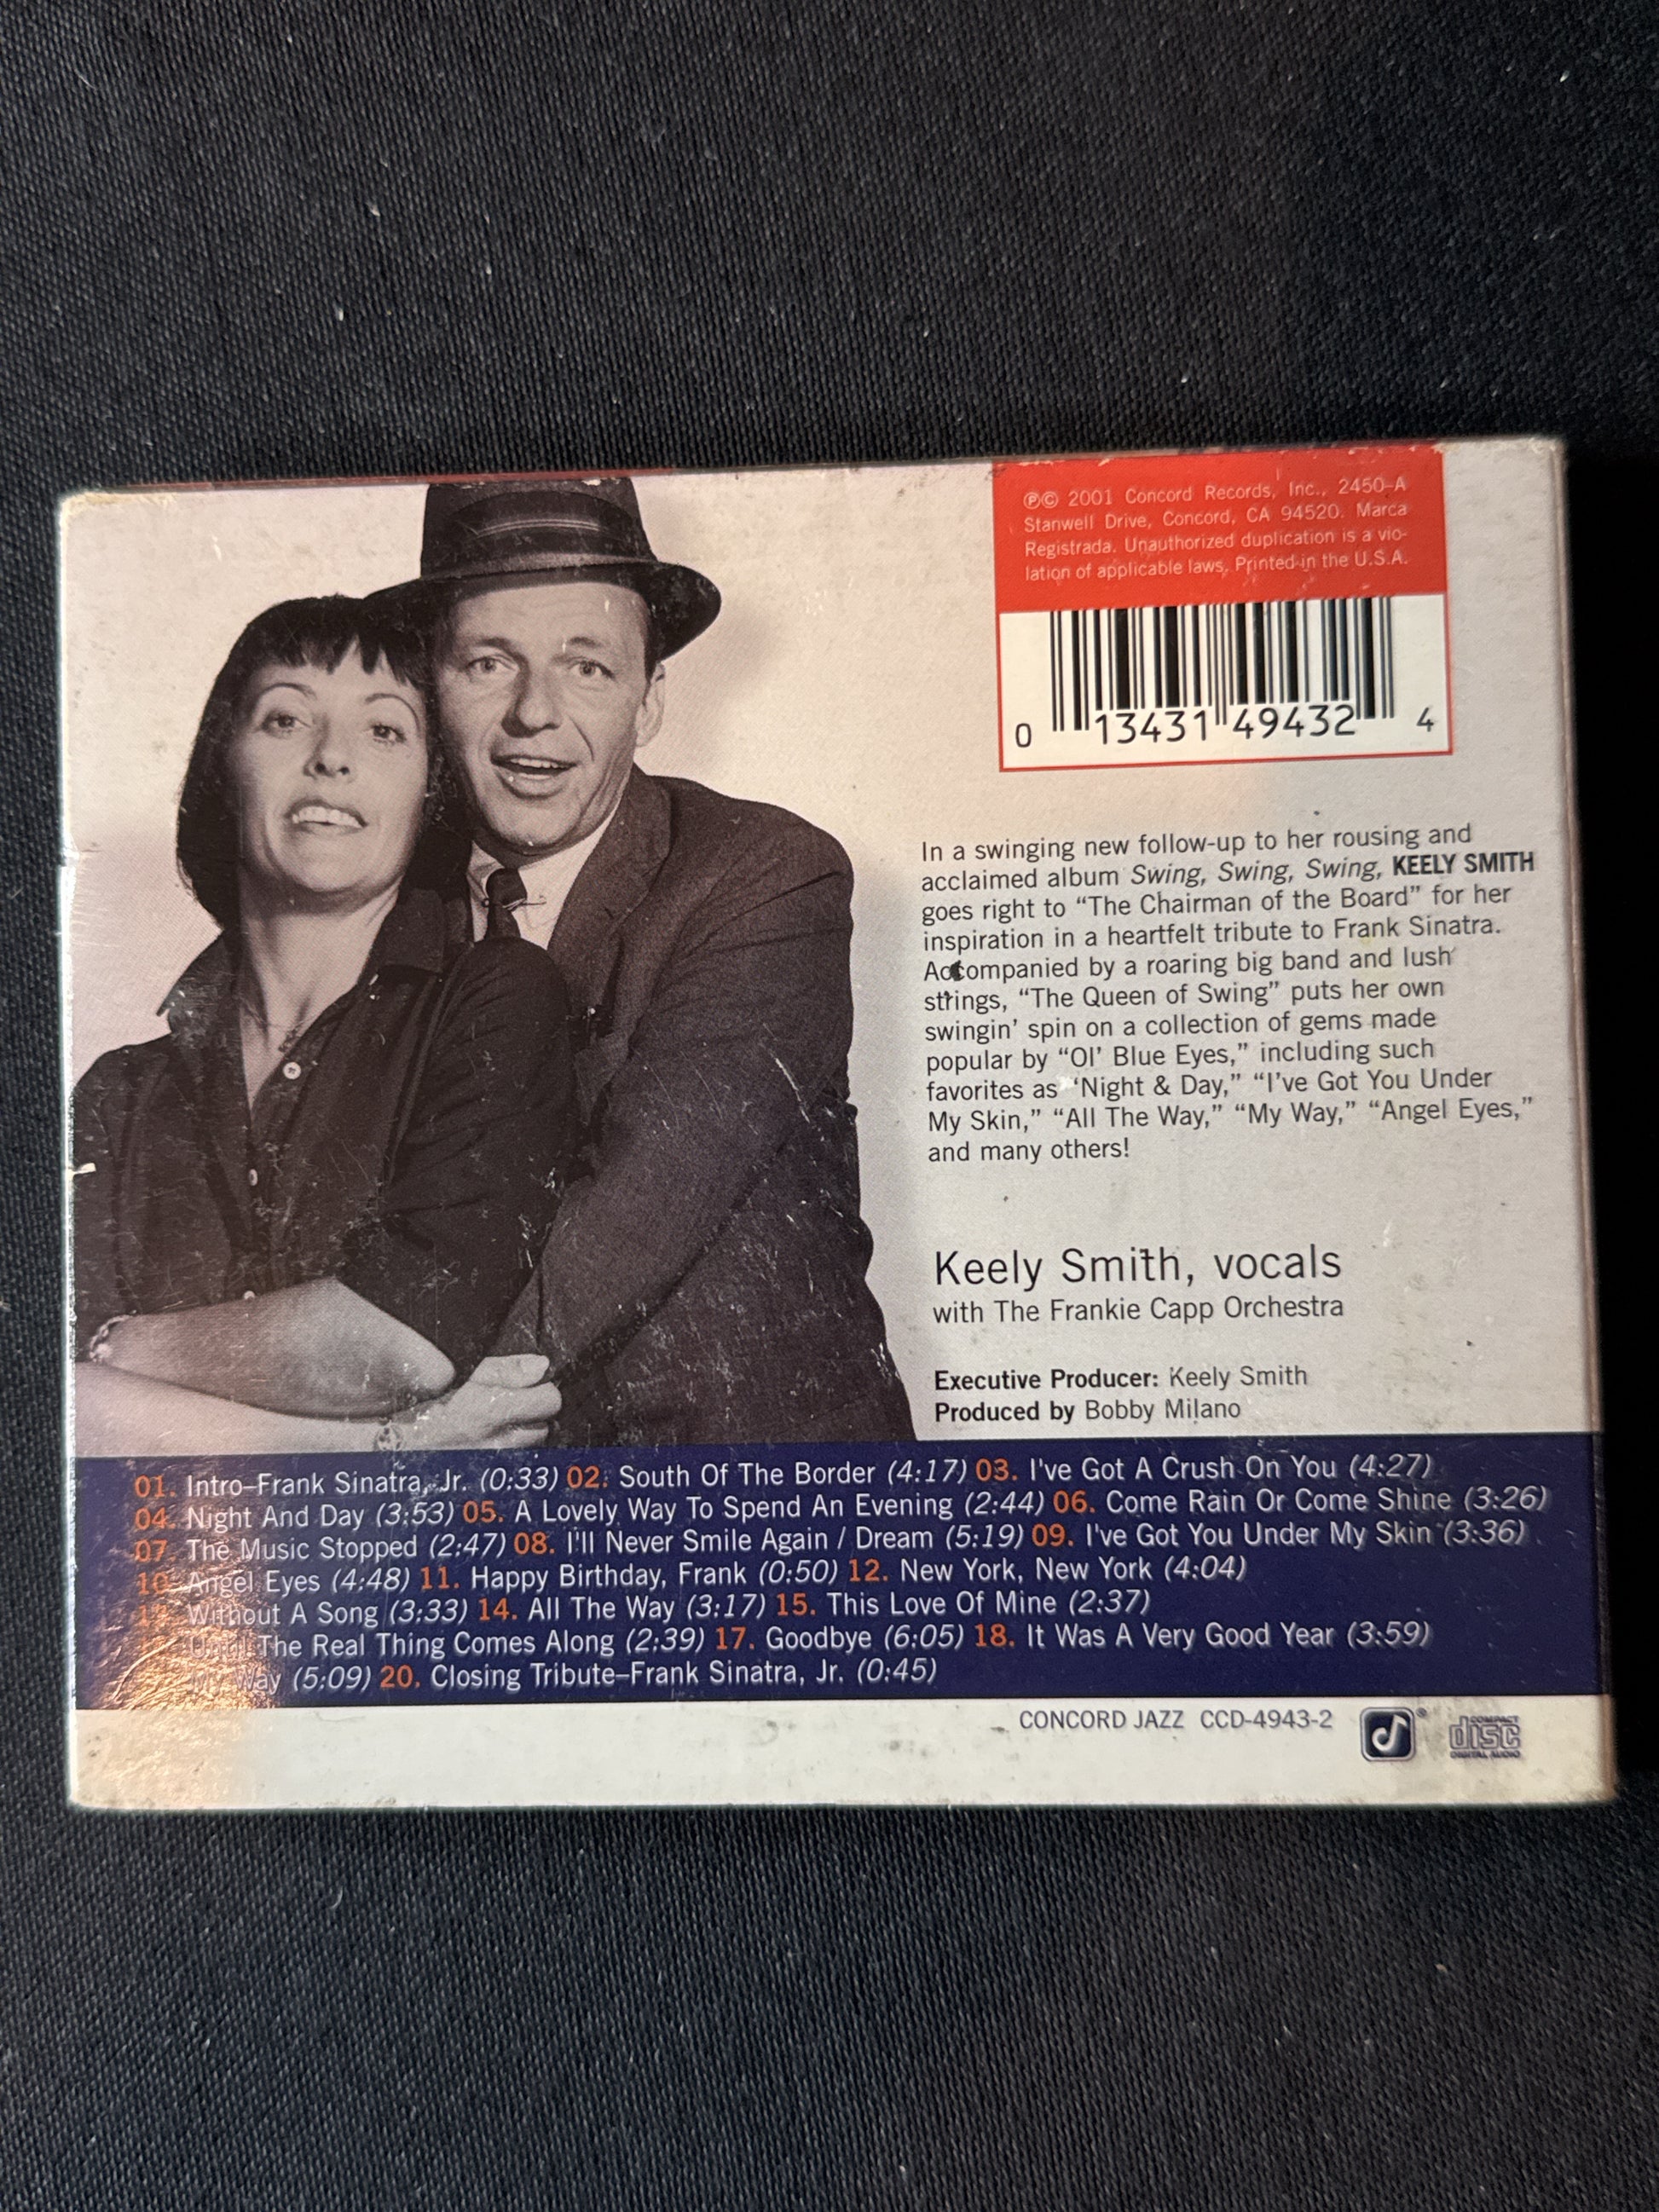 ℗© 2001 Concord Records, Inc., 2450-A
Stanwell Drive, Concord, CA 94520. Marca
Registrada. Unauthorized duplication is a vio-
lation of applicable laws. Printed in the U.S.A.
0 13431 49432 4
In a swinging new follow-up to her rousing and
acclaimed album Swing, Swing, Swing, KEELY SMITH
goes right to “The Chairman of the Board” for her
inspiration in a heartfelt tribute to Frank Sinatra.
Accompanied by a roaring big band and lush
strings, “The Queen of Swing” puts her own
swingin’ spin on a collection of gems made
popular by “Ol’ Blue Eyes,” including such
favorites as “Night & Day,” “I’ve Got You Under
My Skin,” “All The Way,” “My Way,” “Angel Eyes,”
and many others!
Keely Smith, vocals
with The Frankie Capp Orchestra
Executive Producer: Keely Smith
Produced by Bobby Milano
01. Intro–Frank Sinatra, Jr. (0:33) 02. South Of The Border (4:17) 03. I've Got A Crush On You (4:27)
04. Night And Day (3:53) 05. A Lovely Way To Spend An Evening (2:44) 06. Come Rain Or Come Shine (3:26)
07. The Music Stopped (2:47) 08. I'll Never Smile Again / Dream (5:19) 09. I've Got You Under My Skin (3:36)
10. Angel Eyes (4:48) 11. Happy Birthday, Frank (0:50) 12. New York, New York (4:04)
Without A Song (3:33) 14. All The Way (3:17) 15. This Love Of Mine (2:37)
Until The Real Thing Comes Along (2:39) 17. Goodbye (6:05) 18. It Was A Very Good Year (3:59)
My Way (5:09) 20. Closing Tribute–Frank Sinatra, Jr. (0:45)
CONCORD JAZZ CCD-4943-2
COMPACT
disc
DIGITAL AUDIO